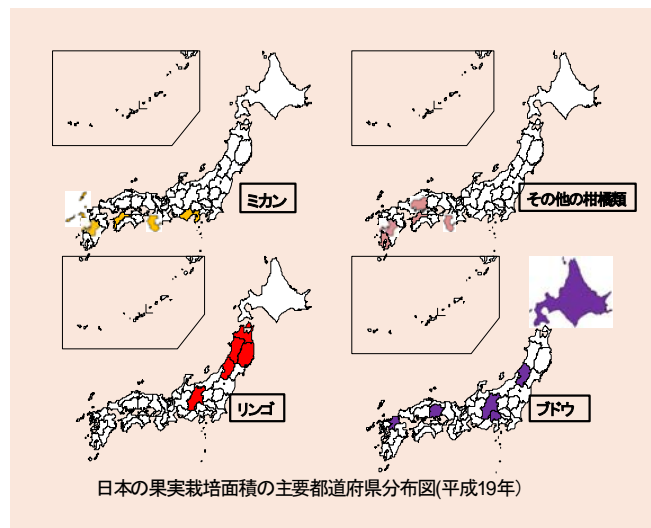 ミカン
その他の柑橘類
リンゴ
ブドウ
日本の果実栽培面積の主要都道府県分布図(平成19年)